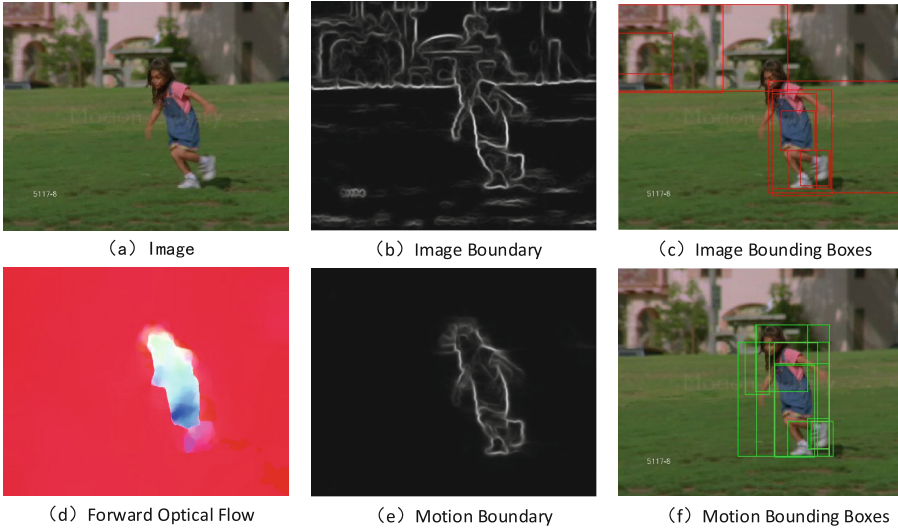 5117-8
5117-8
(a) Image
(b) Image Boundary
(c) Image Bounding Boxes
5117-8
(d) Forward Optical Flow
(e) Motion Boundary
(f) Motion Bounding Boxes